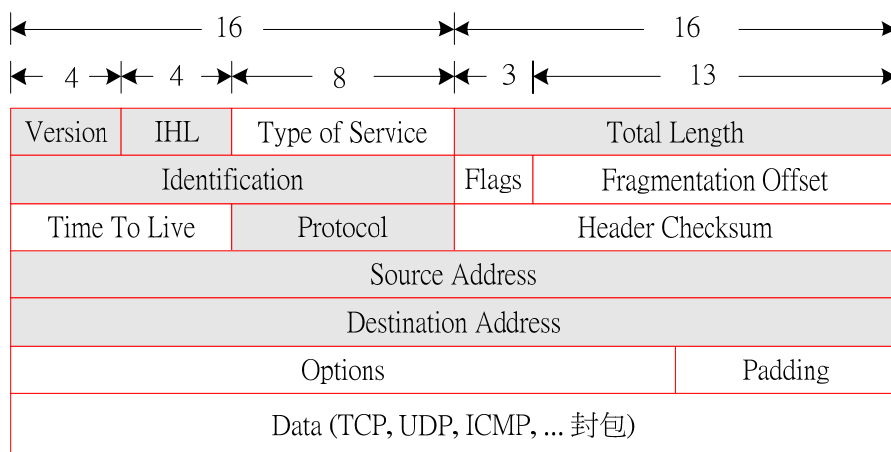 16 16
4 4 8 3 13
Version IHL Type of Service Total Length
Identification Flags Fragmentation Offset
Time To Live Protocol Header Checksum
Source Address
Destination Address
Options Padding
Data (TCP, UDP, ICMP, ... 封包)